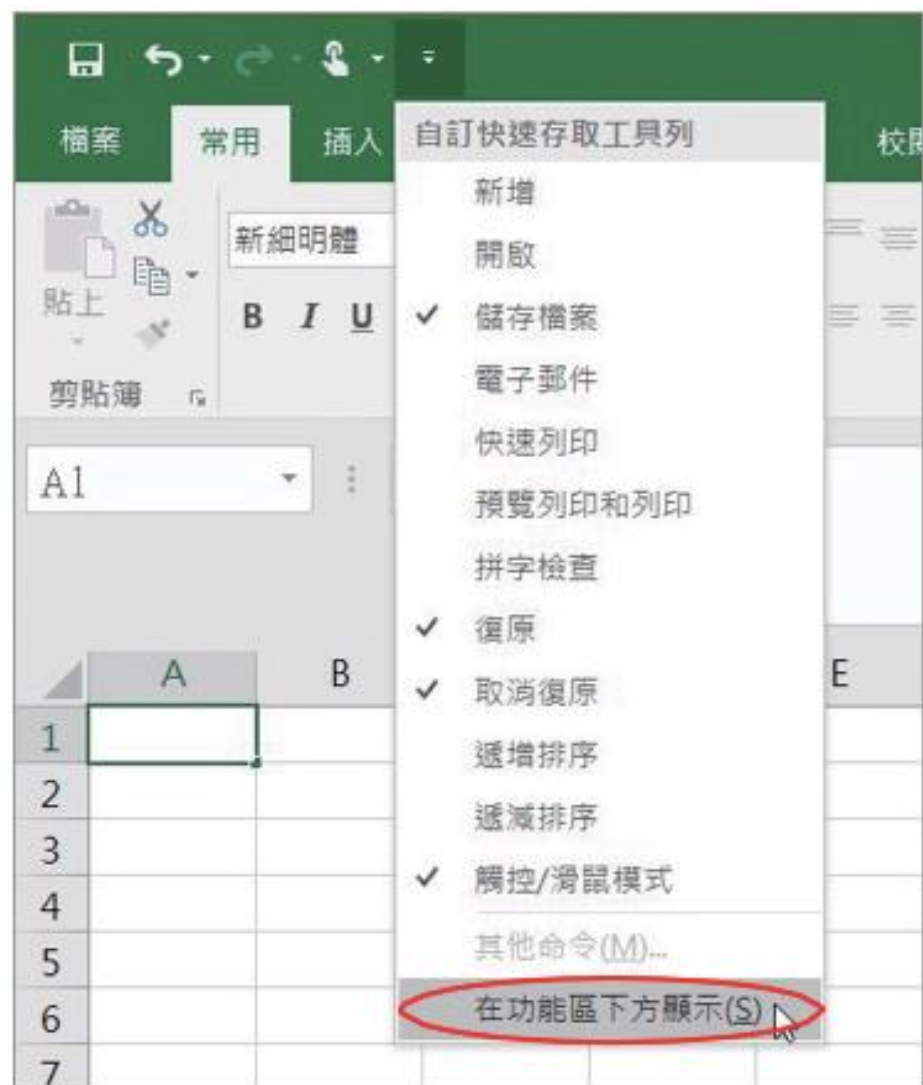 檔案 常用 插入 校閱
貼上
剪貼簿
新細明體
B I U
A1
自訂快速存取工具列
新增
開啟
儲存檔案
電子郵件
快速列印
預覽列印和列印
拼字檢查
復原
取消復原
遞增排序
遞減排序
觸控/滑鼠模式
其他命令(M)...
在功能區下方顯示(S)
A B E
1
2
3
4
5
6
7